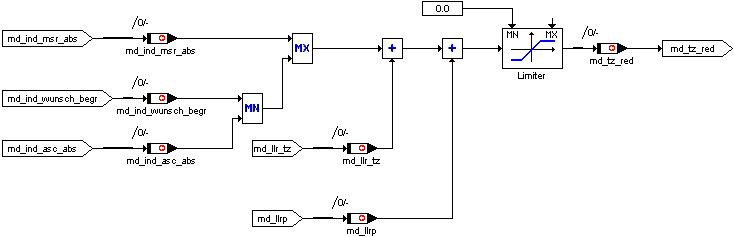 0.0
/0/-
/0/-
md_ind_msr_abs
md_ind_msr_abs
MX
+
+
MN
MX
Limiter
md_tz_red
md_tz_red
/0/-
md_ind_wunsch_begr
md_ind_wunsch_begr
MN
/0/-
md_ind_asc_abs
md_ind_asc_abs
/0/-
md_llr_tz
md_llr_tz
/0/-
md_llrp
md_llrp